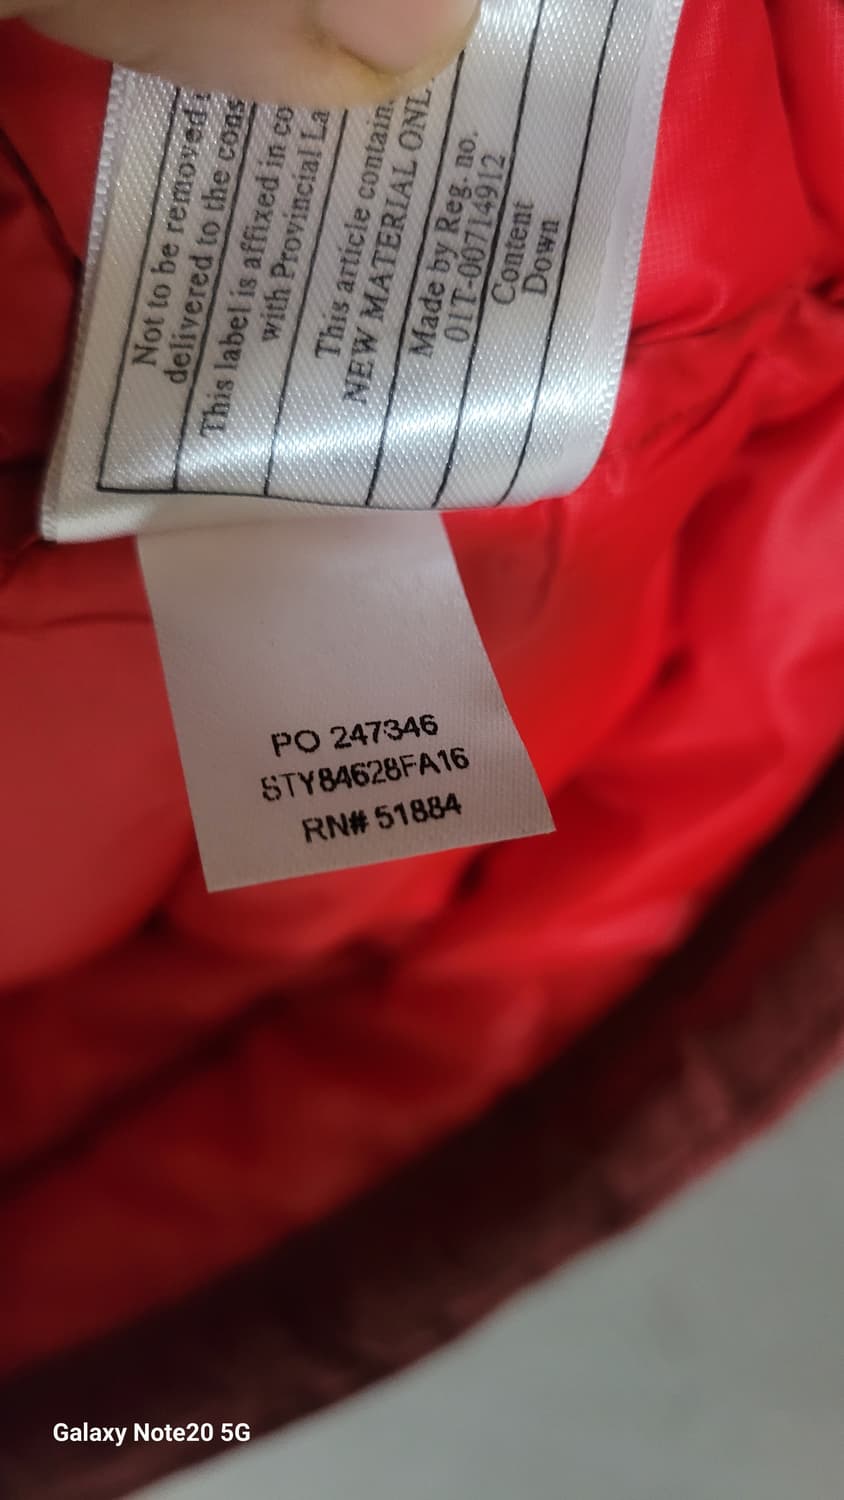 Not to be removed
delivered to the cons
This label is affixed in co
with Provincial La
This article contain
NEW MATERIAL ONL
Made by Reg. no.
01T-00714912
Content
Down
PO 247346
STY84628FA16
RN# 51884
Galaxy Note20 5G